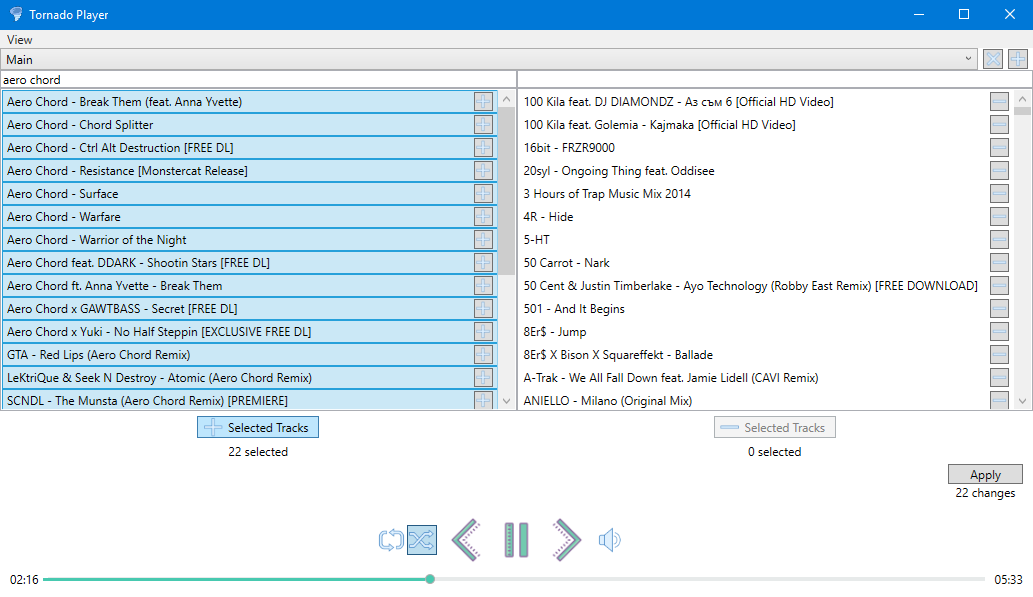 Tornado Player
View
Main
aero chord
Aero Chord - Break Them (feat. Anna Yvette)
Aero Chord - Chord Splitter
Aero Chord - Ctrl Alt Destruction [FREE DL]
Aero Chord - Resistance [Monstercat Release]
Aero Chord - Surface
Aero Chord - Warfare
Aero Chord - Warrior of the Night
Aero Chord feat. DDARK - Shootin Stars [FREE DL]
Aero Chord ft. Anna Yvette - Break Them
Aero Chord x GAWTBASS - Secret [FREE DL]
Aero Chord x Yuki - No Half Steppin [EXCLUSIVE FREE DL]
GTA - Red Lips (Aero Chord Remix)
LeKtriQue & Seek N Destroy - Atomic (Aero Chord Remix)
SCNDL - The Munsta (Aero Chord Remix) [PREMIERE]
Selected Tracks
22 selected
100 Kila feat. DJ DIAMONDZ - Аз съм 6 [Official HD Video]
100 Kila feat. Golemia - Kajmaka [Official HD Video]
16bit - FRZR9000
20syl - Ongoing Thing feat. Oddisee
3 Hours of Trap Music Mix 2014
4R - Hide
5-HT
50 Carrot - Nark
50 Cent & Justin Timberlake - Ayo Technology (Robby East Remix) [FREE DOWNLOAD]
501 - And It Begins
8Er$ - Jump
8Er$ X Bison X Squareffekt - Ballade
A-Trak - We All Fall Down feat. Jamie Lidell (CAVI Remix)
ANIELLO - Milano (Original Mix)
Selected Tracks
0 selected
Apply
22 changes
02:16
05:33